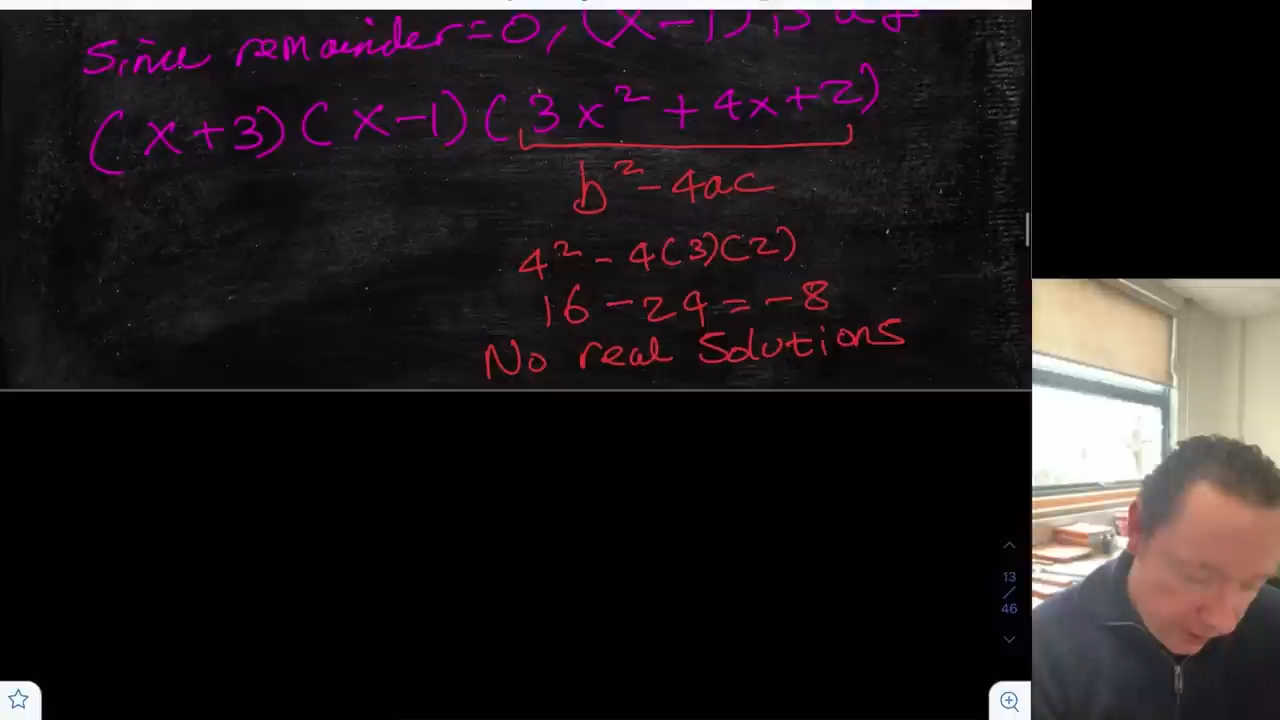 Since remainder=0, (x-1) is a
(x+3)(x-1)(3x²+4x+2)
b²-4ac
4²-4(3)(2)
16-24=-8
No real solutions
13
/
46